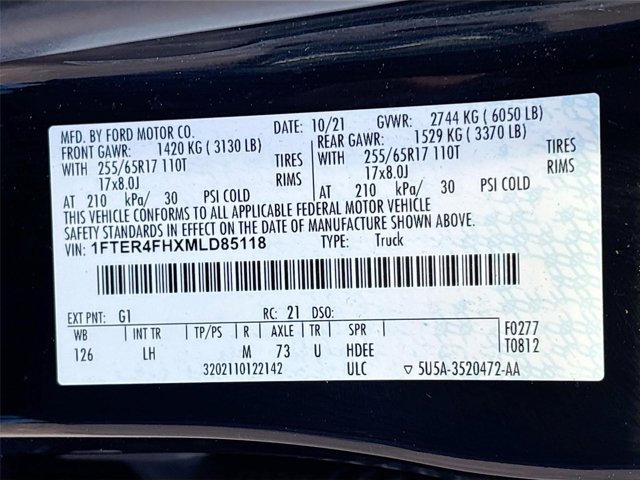 MFD. BY FORD MOTOR CO. DATE: 10/21 GVWR: 2744 KG ( 6050 LB)
FRONT GAWR: 1420 KG ( 3130 LB) REAR GAWR: 1529 KG ( 3370 LB)
WITH 255/65R17 110T TIRES WITH 255/65R17 110T TIRES
17x8.0J RIMS 17x8.0J RIMS
AT 210 kPa/ 30 PSI COLD AT 210 kPa/ 30 PSI COLD
THIS VEHICLE CONFORMS TO ALL APPLICABLE FEDERAL MOTOR VEHICLE
SAFETY STANDARDS IN EFFECT ON THE DATE OF MANUFACTURE SHOWN ABOVE.
VIN: 1FTER4FHXMLD85118 TYPE: Truck
EXT PNT: G1 RC: 21 DSO:
WB INT TR TP/PS R AXLE TR SPR F0277
126 LH M 73 U HDEE T0812
3202110122142 ULC ▽ 5U5A-3520472-AA